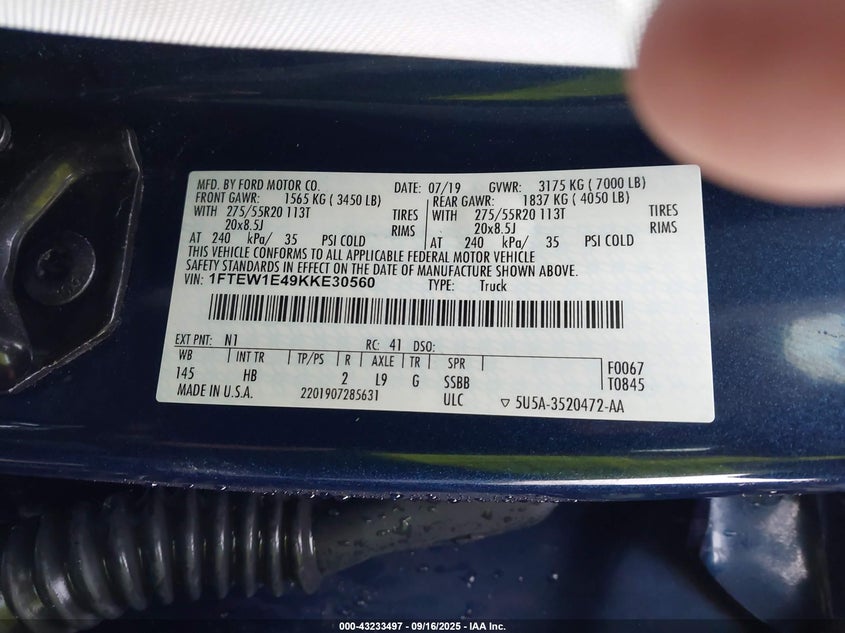 MFD. BY FORD MOTOR CO. DATE: 07/19 GVWR: 3175 KG ( 7000 LB)
FRONT GAWR: 1565 KG ( 3450 LB) REAR GAWR: 1837 KG ( 4050 LB)
WITH 275/55R20 113T TIRES WITH 275/55R20 113T TIRES
20x8.5J RIMS 20x8.5J RIMS
AT 240 kPa/ 35 PSI COLD AT 240 kPa/ 35 PSI COLD
THIS VEHICLE CONFORMS TO ALL APPLICABLE FEDERAL MOTOR VEHICLE
SAFETY STANDARDS IN EFFECT ON THE DATE OF MANUFACTURE SHOWN ABOVE.
VIN: 1FTEW1E49KKE30560 TYPE: Truck
EXT PNT: N1 RC: 41 DSO:
WB INT TR TP/PS R AXLE TR SPR F0067
145 HB 2 L9 G SSBB T0845
MADE IN U.S.A. 2201907285631 ULC ▽ 5U5A-3520472-AA
000-43233497 - 09/16/2025 - IAA Inc.